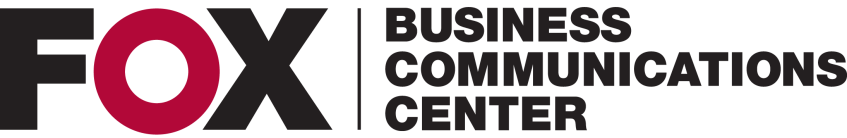 FOX
BUSINESS
COMMUNICATIONS
CENTER